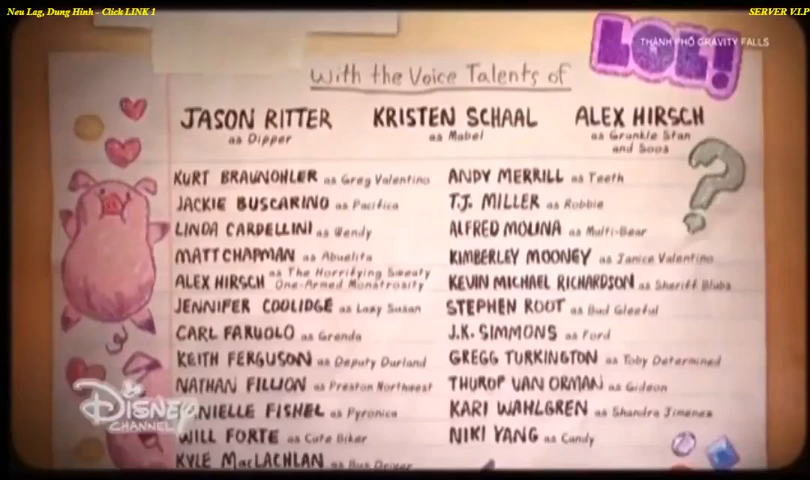 Neu Lag, Dung Hinh - Click LINK 1
SERVER V.I.P
LOL!
THÀNH PHỐ GRAVITY FALLS
With the Voice Talents of
JASON RITTER
as Dipper
KRISTEN SCHAAL
as Mabel
ALEX HIRSCH
as Grunkle Stan
and Soos
?
KURT BRAUNOHLER as Greg Valentino
JACKIE BUSCARINO as Pacifica
LINDA CARDELLINI as Wendy
MATT CHAPMAN as Abuelita
ALEX HIRSCH as The Horrifying Sweaty
One-Armed Monstrosity
JENNIFER COOLIDGE as Lazy Susan
CARL FARUOLO as Grenda
KEITH FERGUSON as Deputy Durland
NATHAN FILLION as Preston Northwest
DANIELLE FISHEL as Pyronica
WILL FORTE as Cute Biker
KYLE MacLACHLAN as Bus Driver
ANDY MERRILL as Teeth
T.J. MILLER as Robbie
ALFRED MOLINA as Multi-Bear
KIMBERLEY MOONEY as Janice Valentino
KEVIN MICHAEL RICHARDSON as Sheriff Blubs
STEPHEN ROOT as Bud Gleeful
J.K. SIMMONS as Ford
GREGG TURKINGTON as Toby Determined
THUROP VAN ORMAN as Gideon
KARI WAHLGREN as Shandra Jimenez
NIKI YANG as Candy
DISNEY
CHANNEL